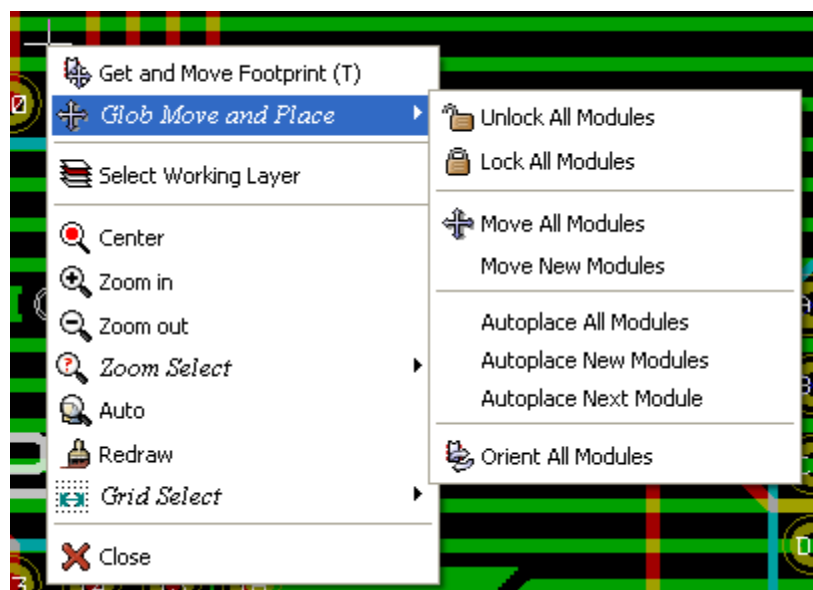 Get and Move Footprint (T)
Glob Move and Place
Select Working Layer
Center
Zoom in
Zoom out
Zoom Select
Auto
Redraw
Grid Select
Close
Unlock All Modules
Lock All Modules
Move All Modules
Move New Modules
Autoplace All Modules
Autoplace New Modules
Autoplace Next Module
Orient All Modules
D